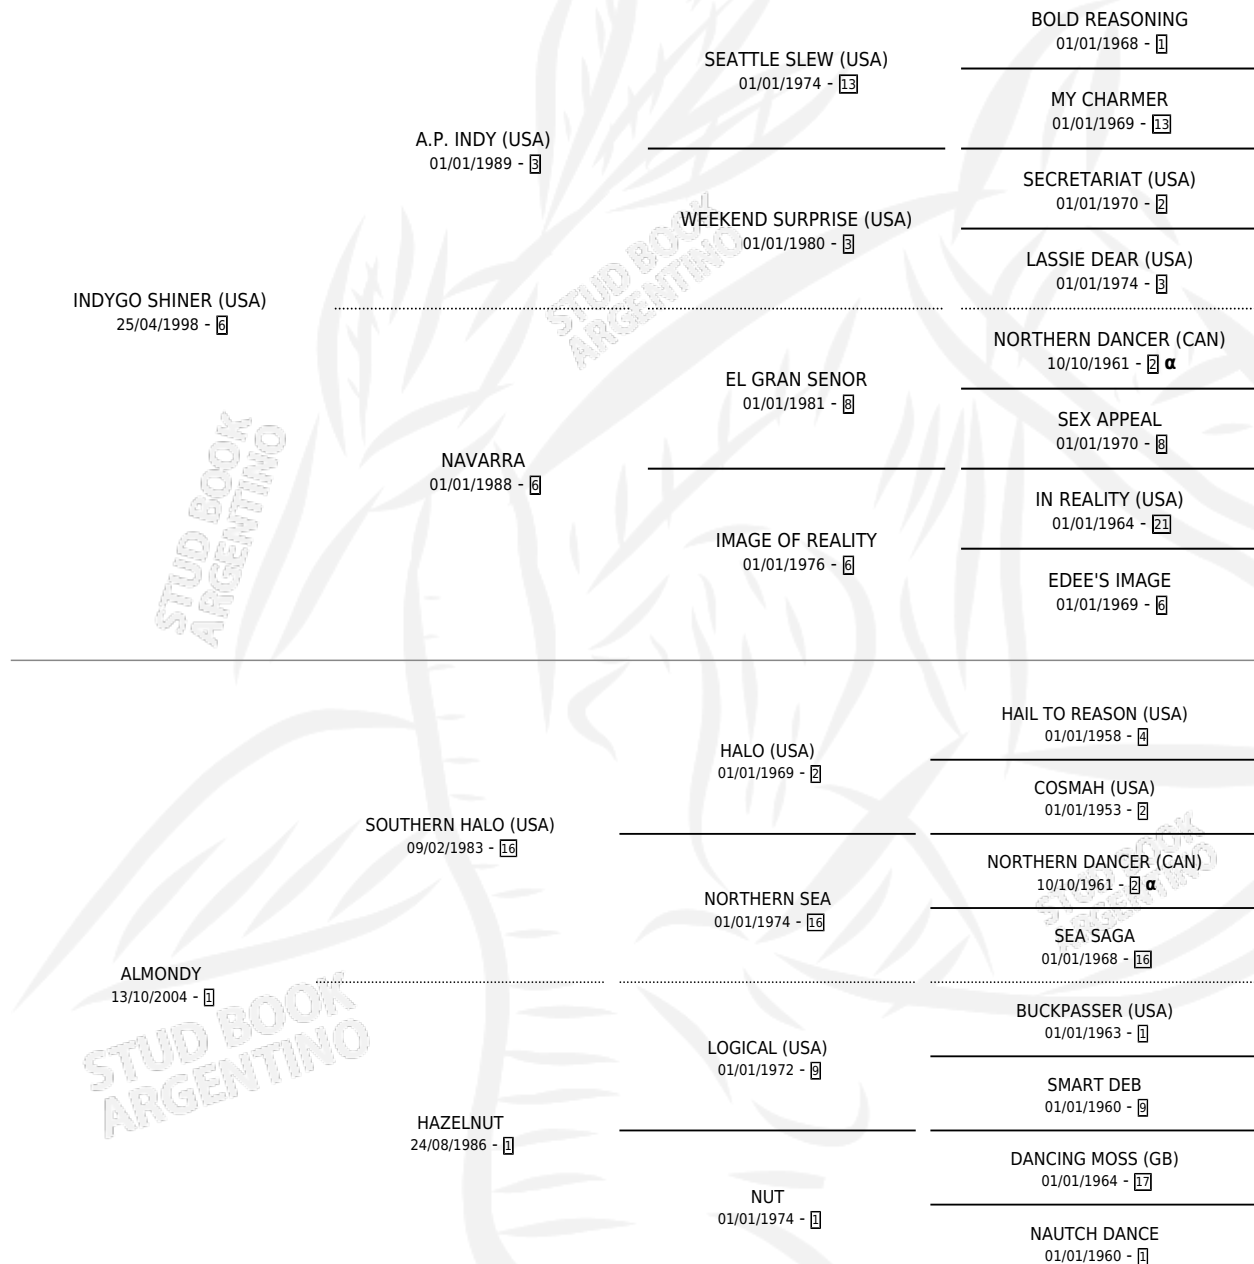 BOLD REASONING
01/01/1968 - 1
SEATTLE SLEW (USA)
01/01/1974 - 13
MY CHARMER
01/01/1969 - 13
A.P. INDY (USA)
01/01/1989 - 3
SECRETARIAT (USA)
01/01/1970 - 2
WEEKEND SURPRISE (USA)
01/01/1980 - 3
LASSIE DEAR (USA)
01/01/1974 - 3
INDYGO SHINER (USA)
25/04/1998 - 6
NORTHERN DANCER (CAN)
10/10/1961 - 2 α
EL GRAN SENOR
01/01/1981 - 8
SEX APPEAL
01/01/1970 - 8
NAVARRA
01/01/1988 - 6
IN REALITY (USA)
01/01/1964 - 21
IMAGE OF REALITY
01/01/1976 - 6
EDEE'S IMAGE
01/01/1969 - 6
HAIL TO REASON (USA)
01/01/1958 - 4
HALO (USA)
01/01/1969 - 2
COSMAH (USA)
01/01/1953 - 2
SOUTHERN HALO (USA)
09/02/1983 - 16
NORTHERN DANCER (CAN)
10/10/1961 - 2 α
NORTHERN SEA
01/01/1974 - 16
SEA SAGA
01/01/1968 - 16
ALMONDY
13/10/2004 - 1
BUCKPASSER (USA)
01/01/1963 - 1
LOGICAL (USA)
01/01/1972 - 9
SMART DEB
01/01/1960 - 9
HAZELNUT
24/08/1986 - 1
DANCING MOSS (GB)
01/01/1964 - 17
NUT
01/01/1974 - 1
NAUTCH DANCE
01/01/1960 - 1
STUD BOOK
ARGENTINO
STUD BOOK
ARGENTINO
STUD BOOK
ARGENTINO
STUD BOOK
ARGENTINO